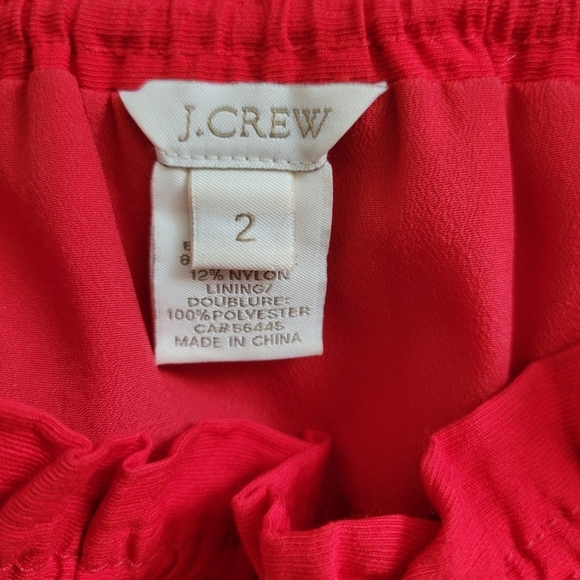 J.CREW
2
12% NYLON
LINING/
DOUBLURE:
100%POLYESTER
CA#56445
MADE IN CHINA